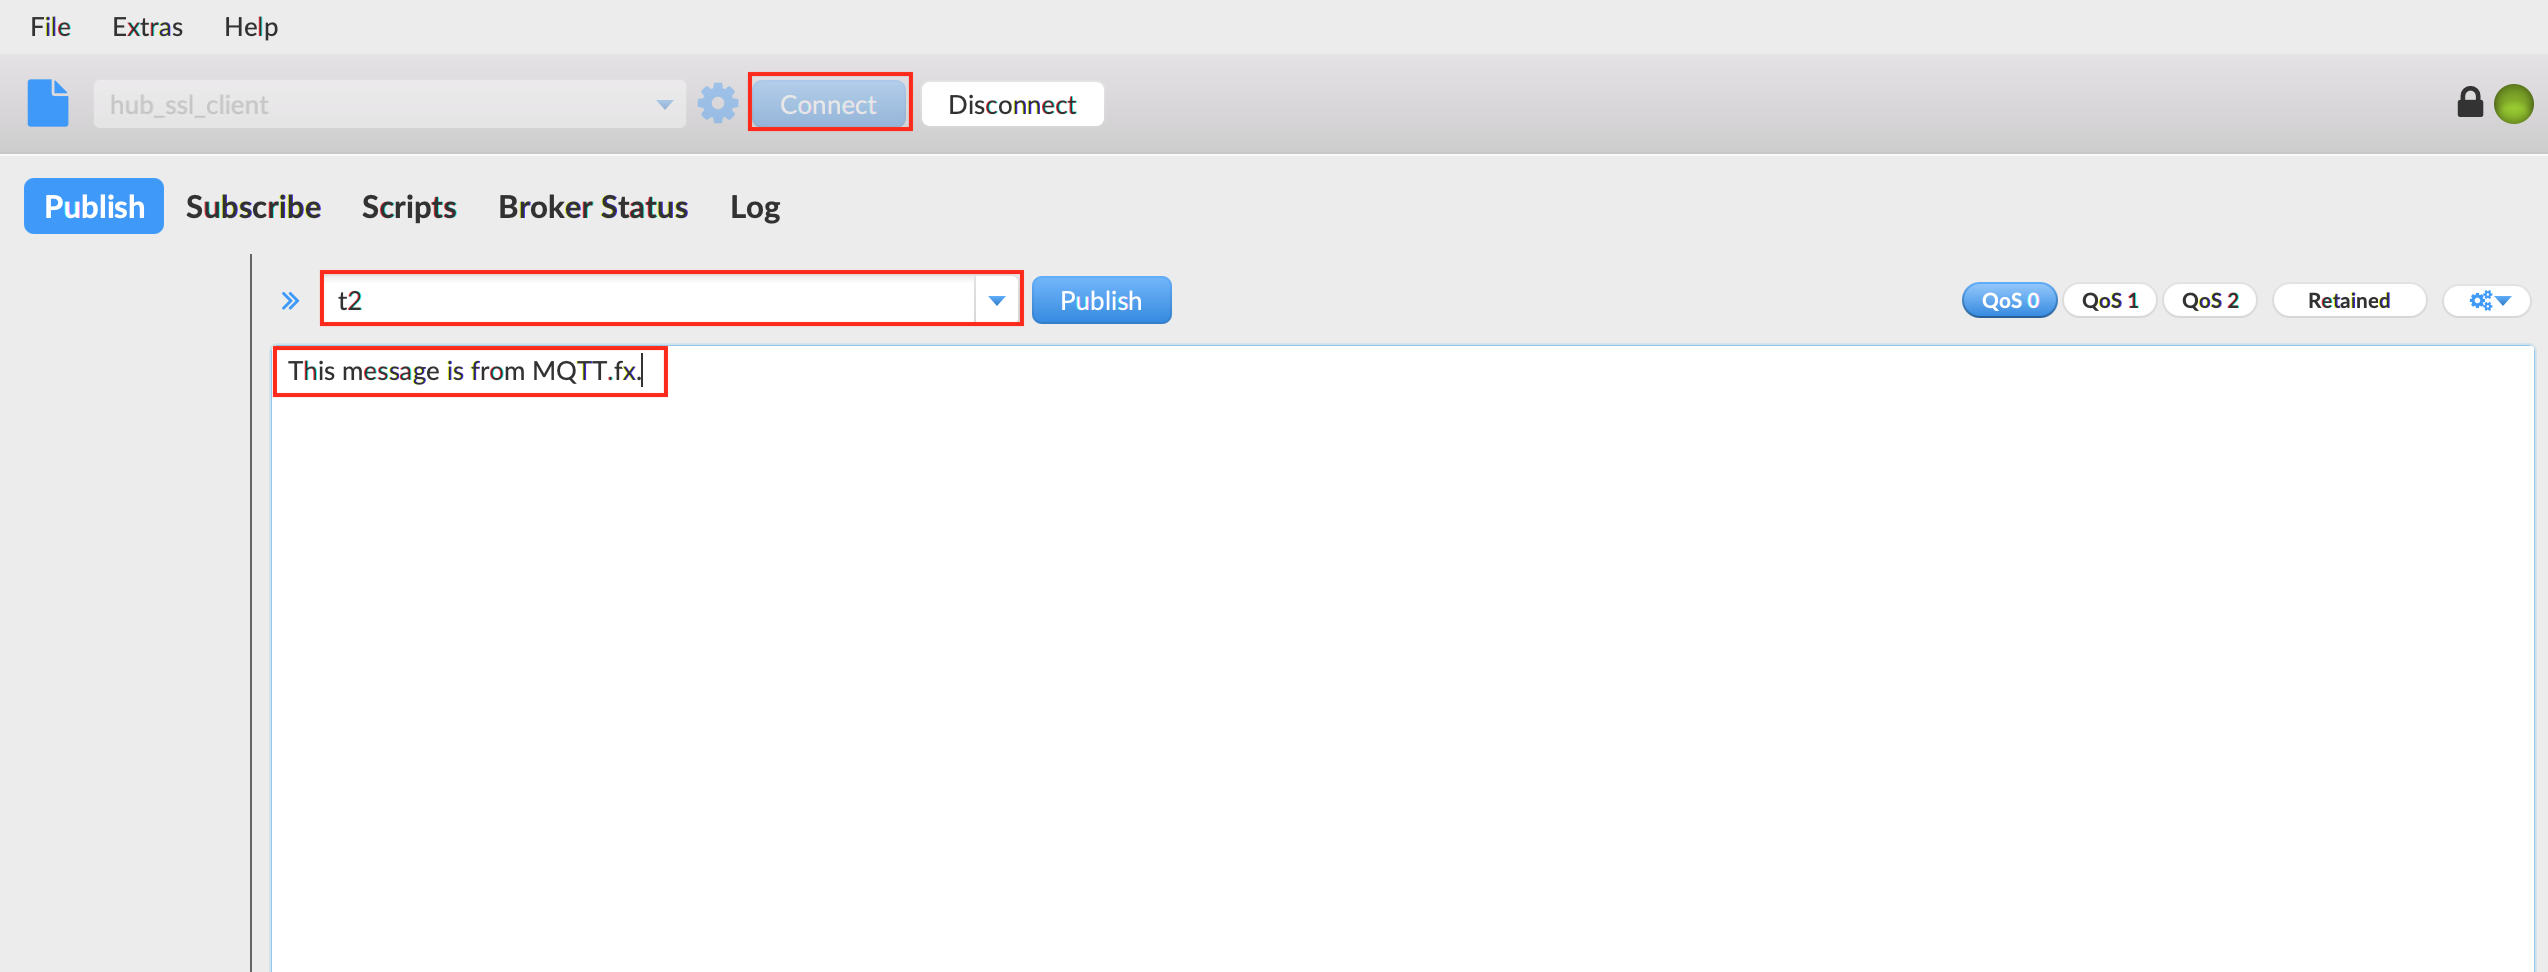 File Extras Help
hub_ssl_client Connect Disconnect
Publish Subscribe Scripts Broker Status Log
t2 Publish QoS 0 QoS 1 QoS 2 Retained
This message is from MQTT.fx.